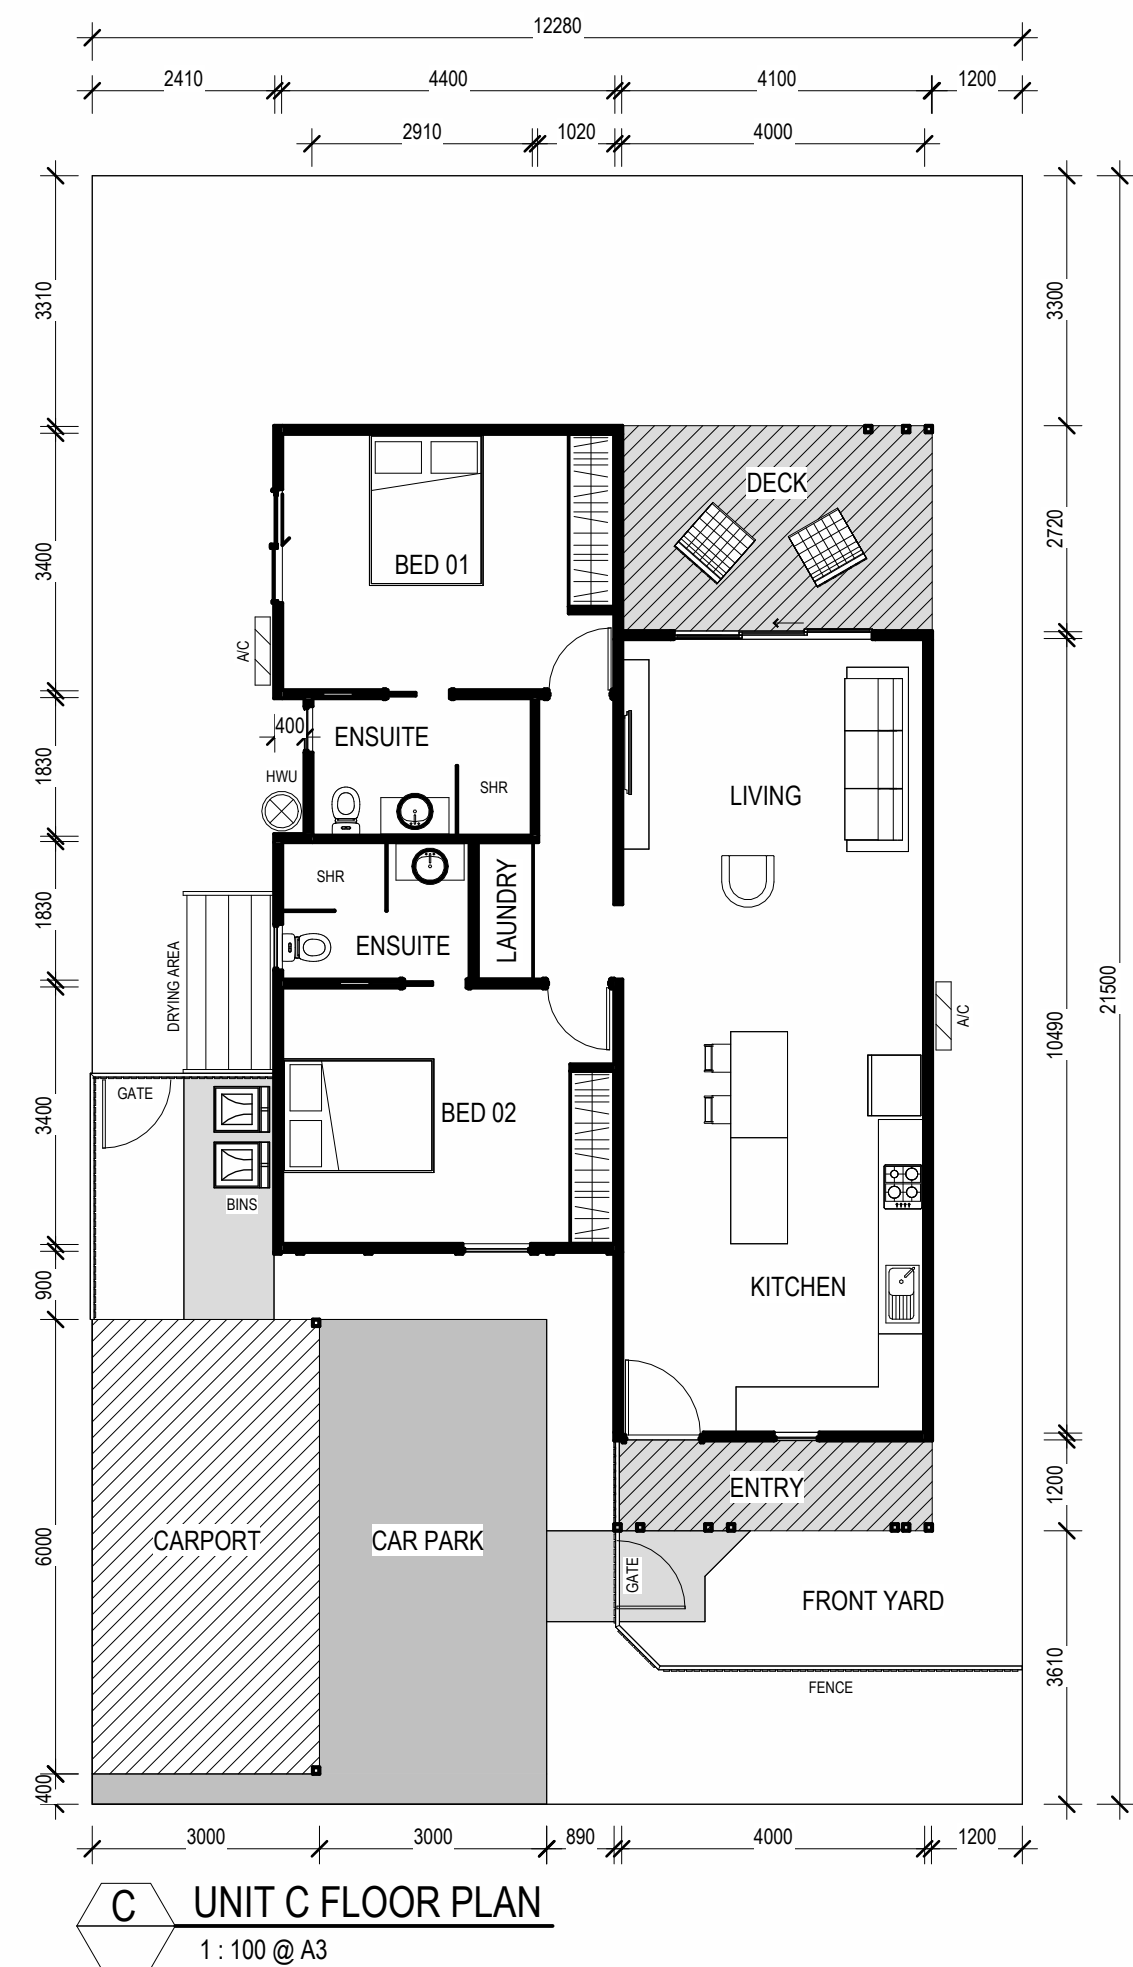 12280
2410
4400
4100
1200
2910
1020
4000
3310
3300
DECK
2720
3400
BED 01
A/C
400
ENSUITE
1830
HWU
SHR
LIVING
SHR
LAUNDRY
1830
ENSUITE
DRYING AREA
21500
A/C
10490
GATE
BED 02
3400
BINS
KITCHEN
900
ENTRY
1200
6000
CARPORT
CAR PARK
GATE
FRONT YARD
3610
FENCE
400
3000
3000
890
4000
1200
C
UNIT C FLOOR PLAN
1 : 100 @ A3